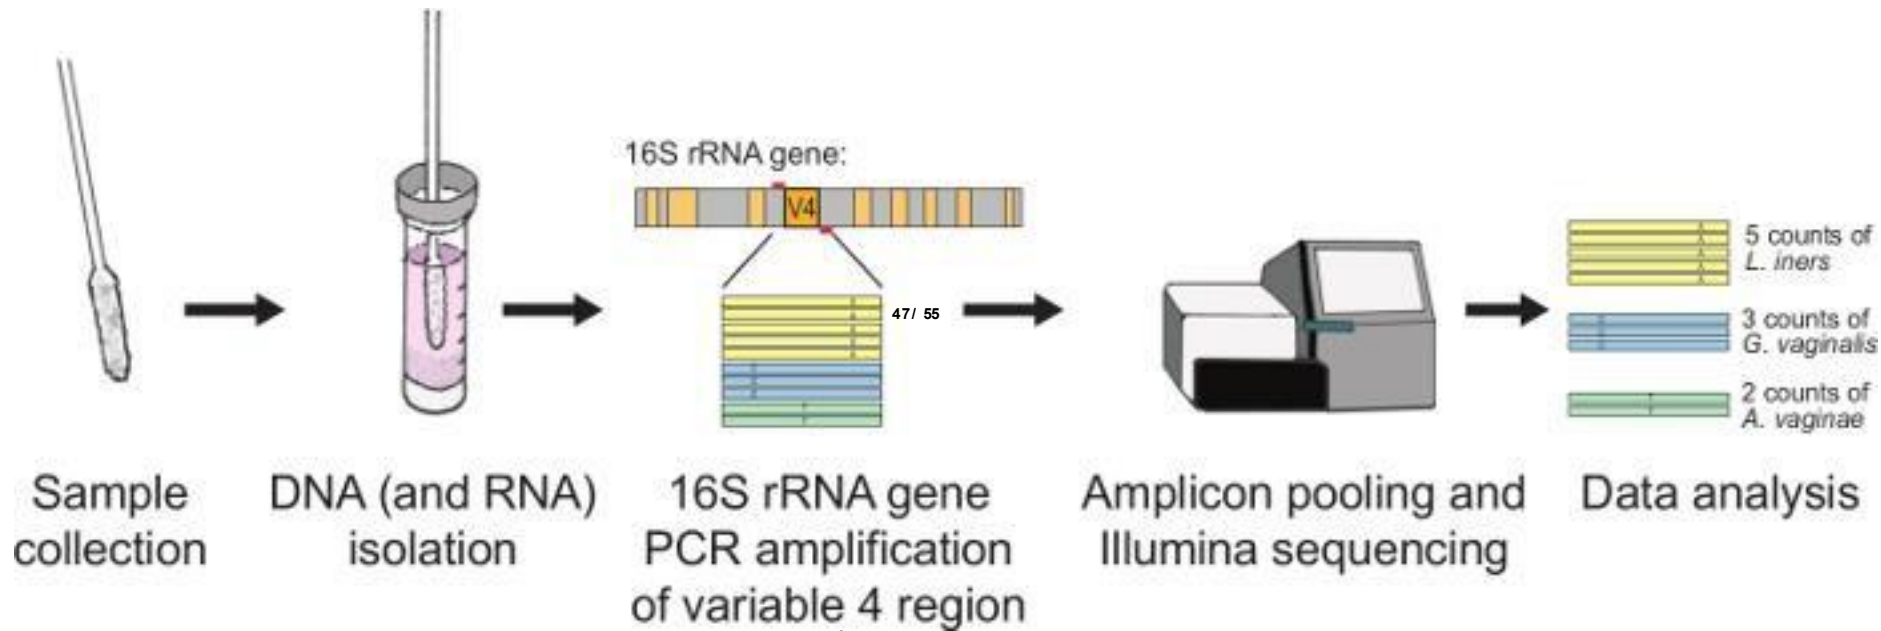 16S rRNA gene:
V4
47/ 55
5 counts of
L. iners
3 counts of
G. vaginalis
2 counts of
A. vaginae
Sample
collection
DNA (and RNA)
isolation
16S rRNA gene
PCR amplification
of variable 4 region
Amplicon pooling and
Illumina sequencing
Data analysis